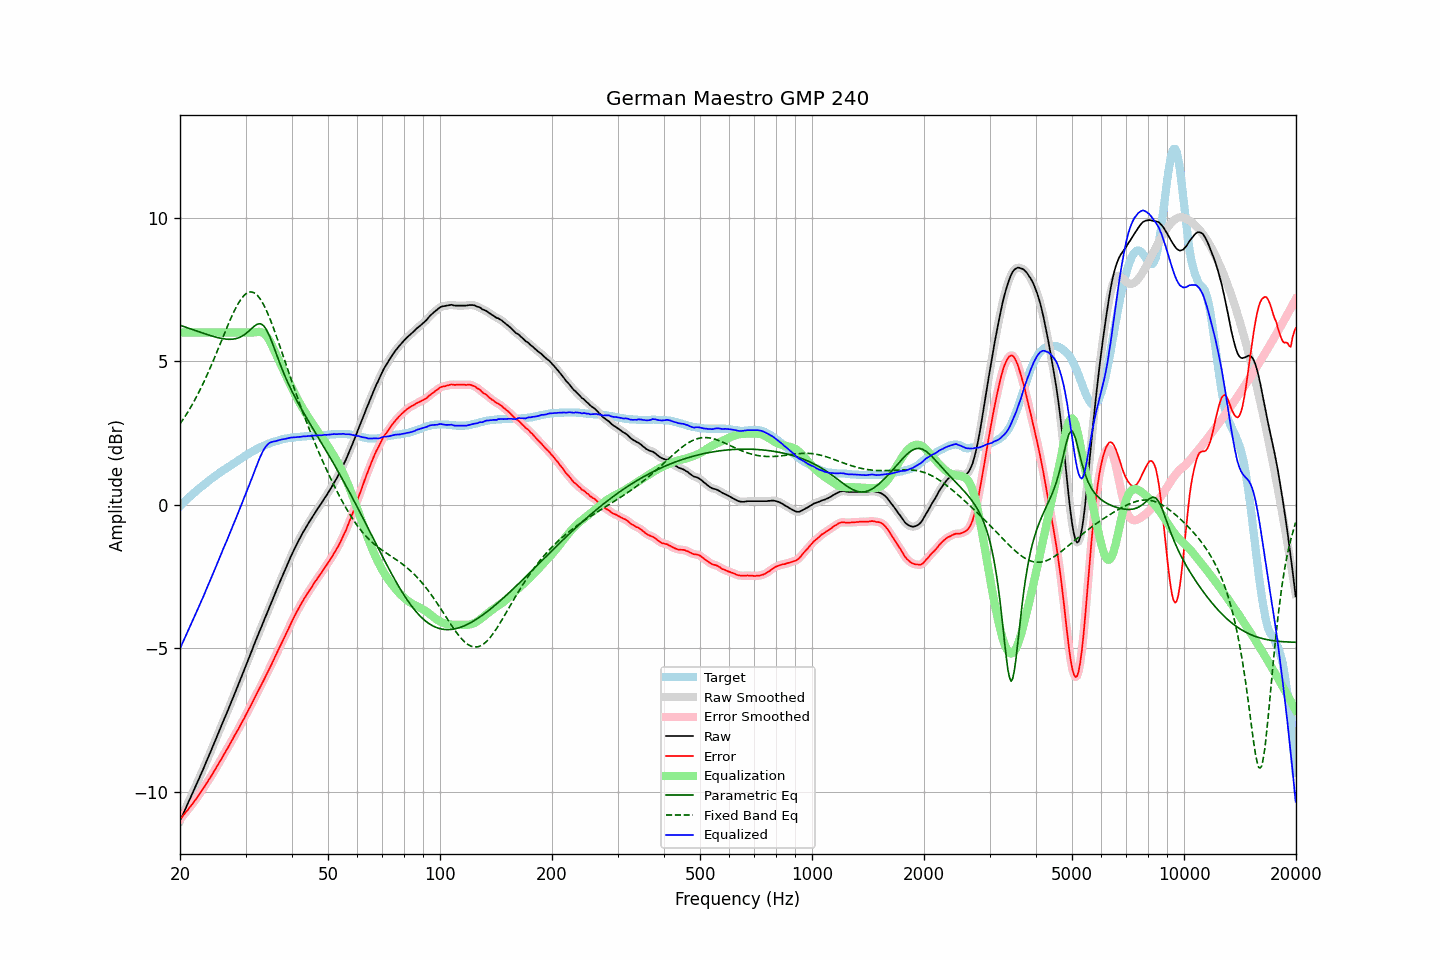 German Maestro GMP 240
10
5
0
−5
−10
Amplitude (dBr)
Target
Raw Smoothed
Error Smoothed
Raw
Error
Equalization
Parametric Eq
Fixed Band Eq
Equalized
20
50
100
200
500
1000
2000
5000
10000
20000
Frequency (Hz)